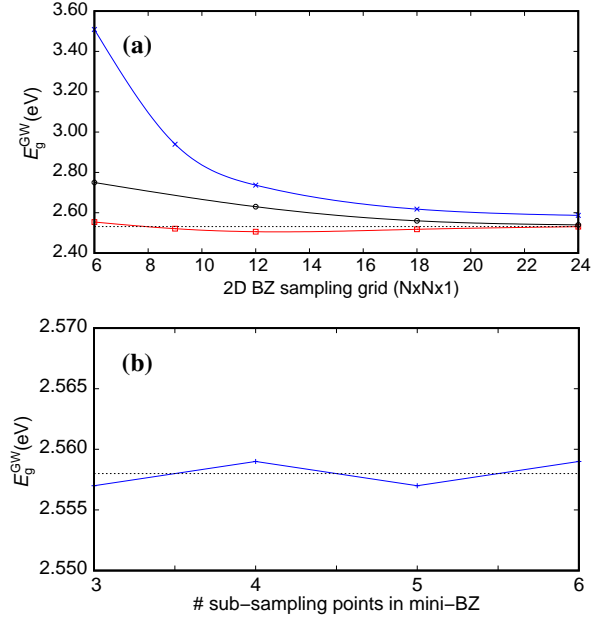 (a)
E_g^GW(eV)
3.60
3.40
3.20
3.00
2.80
2.60
2.40
6 8 10 12 14 16 18 20 22 24
2D BZ sampling grid (NxNx1)
(b)
E_g^GW(eV)
2.570
2.565
2.560
2.555
2.550
3 4 5 6
# sub−sampling points in mini−BZ